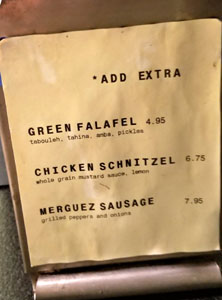 *ADD EXTRA
GREEN FALAFEL 4.95
tabouleh, tahina, amba, pickles
CHICKEN SCHNITZEL 6.75
whole grain mustard sauce, lemon
MERGUEZ SAUSAGE 7.95
grilled peppers and onions